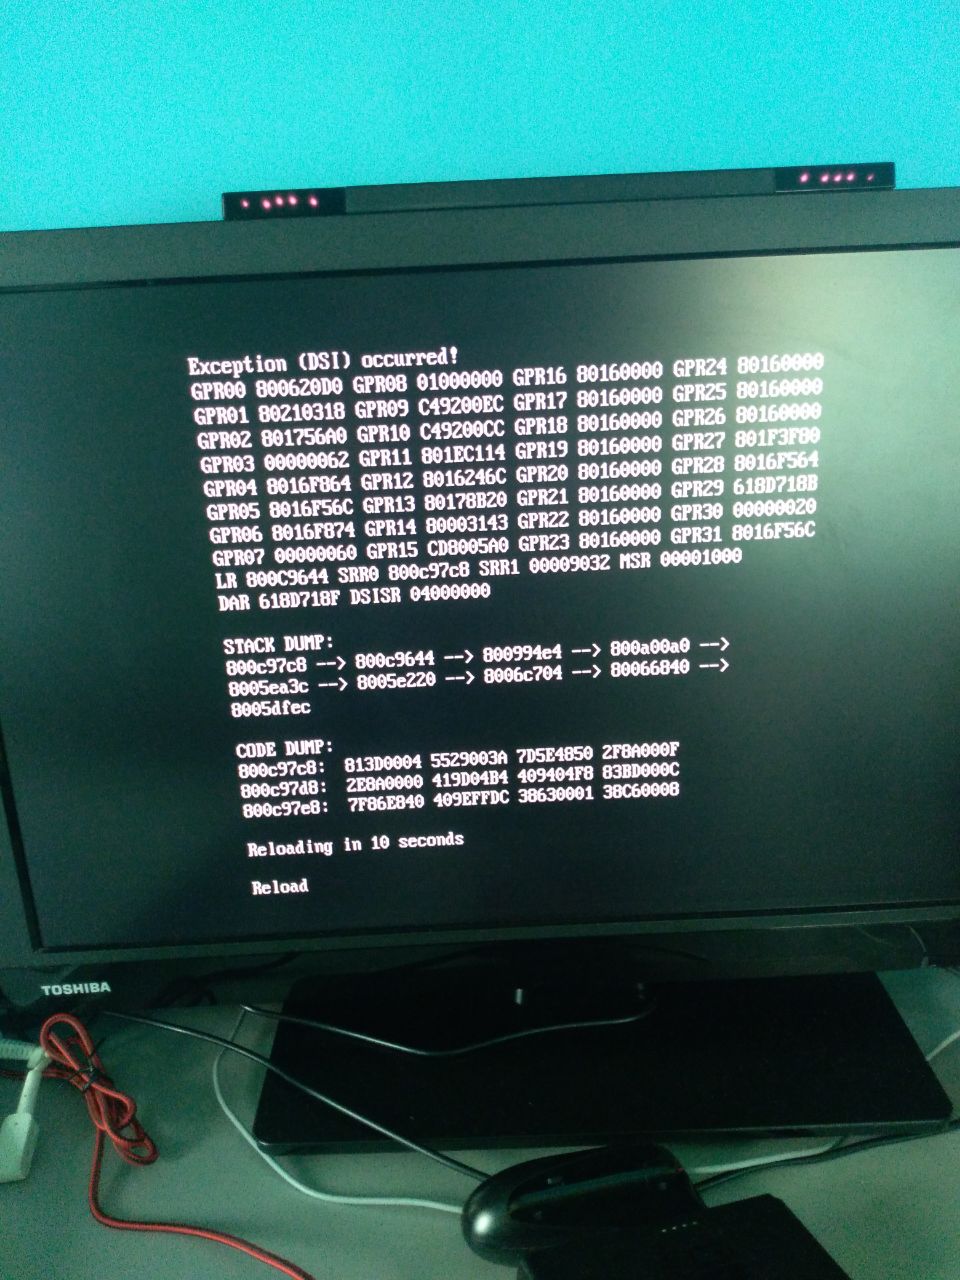 Exception (DSI) occurred!
GPR00 800620D0 GPR08 01000000 GPR16 80160000 GPR24 80160000
GPR01 80210318 GPR09 C49200EC GPR17 80160000 GPR25 80160000
GPR02 801756A0 GPR10 C49200CC GPR18 80160000 GPR26 80160000
GPR03 00000062 GPR11 801EC114 GPR19 80160000 GPR27 801F3F80
GPR04 8016F864 GPR12 8016246C GPR20 80160000 GPR28 8016F564
GPR05 8016F56C GPR13 80178B20 GPR21 80160000 GPR29 618D718B
GPR06 8016F874 GPR14 80003143 GPR22 80160000 GPR30 00000020
GPR07 00000060 GPR15 CD8005A0 GPR23 80160000 GPR31 8016F56C
LR 800C9644 SRR0 800c97c8 SRR1 00009032 MSR 00001000
DAR 618D718F DSISR 04000000
STACK DUMP:
800c97c8 --> 800c9644 --> 800994e4 --> 800a00a0 -->
8005ea3c --> 8005e220 --> 8006c704 --> 80066840 -->
8005dfec
CODE DUMP:
800c97c8: 813D0004 5529003A 7D5E4850 2F8A000F
800c97d8: 2E8A0000 419D04B4 409404F8 83BD000C
800c97e8: 7F86E840 409EFFDC 38630001 38C60008
Reloading in 10 seconds
Reload
TOSHIBA